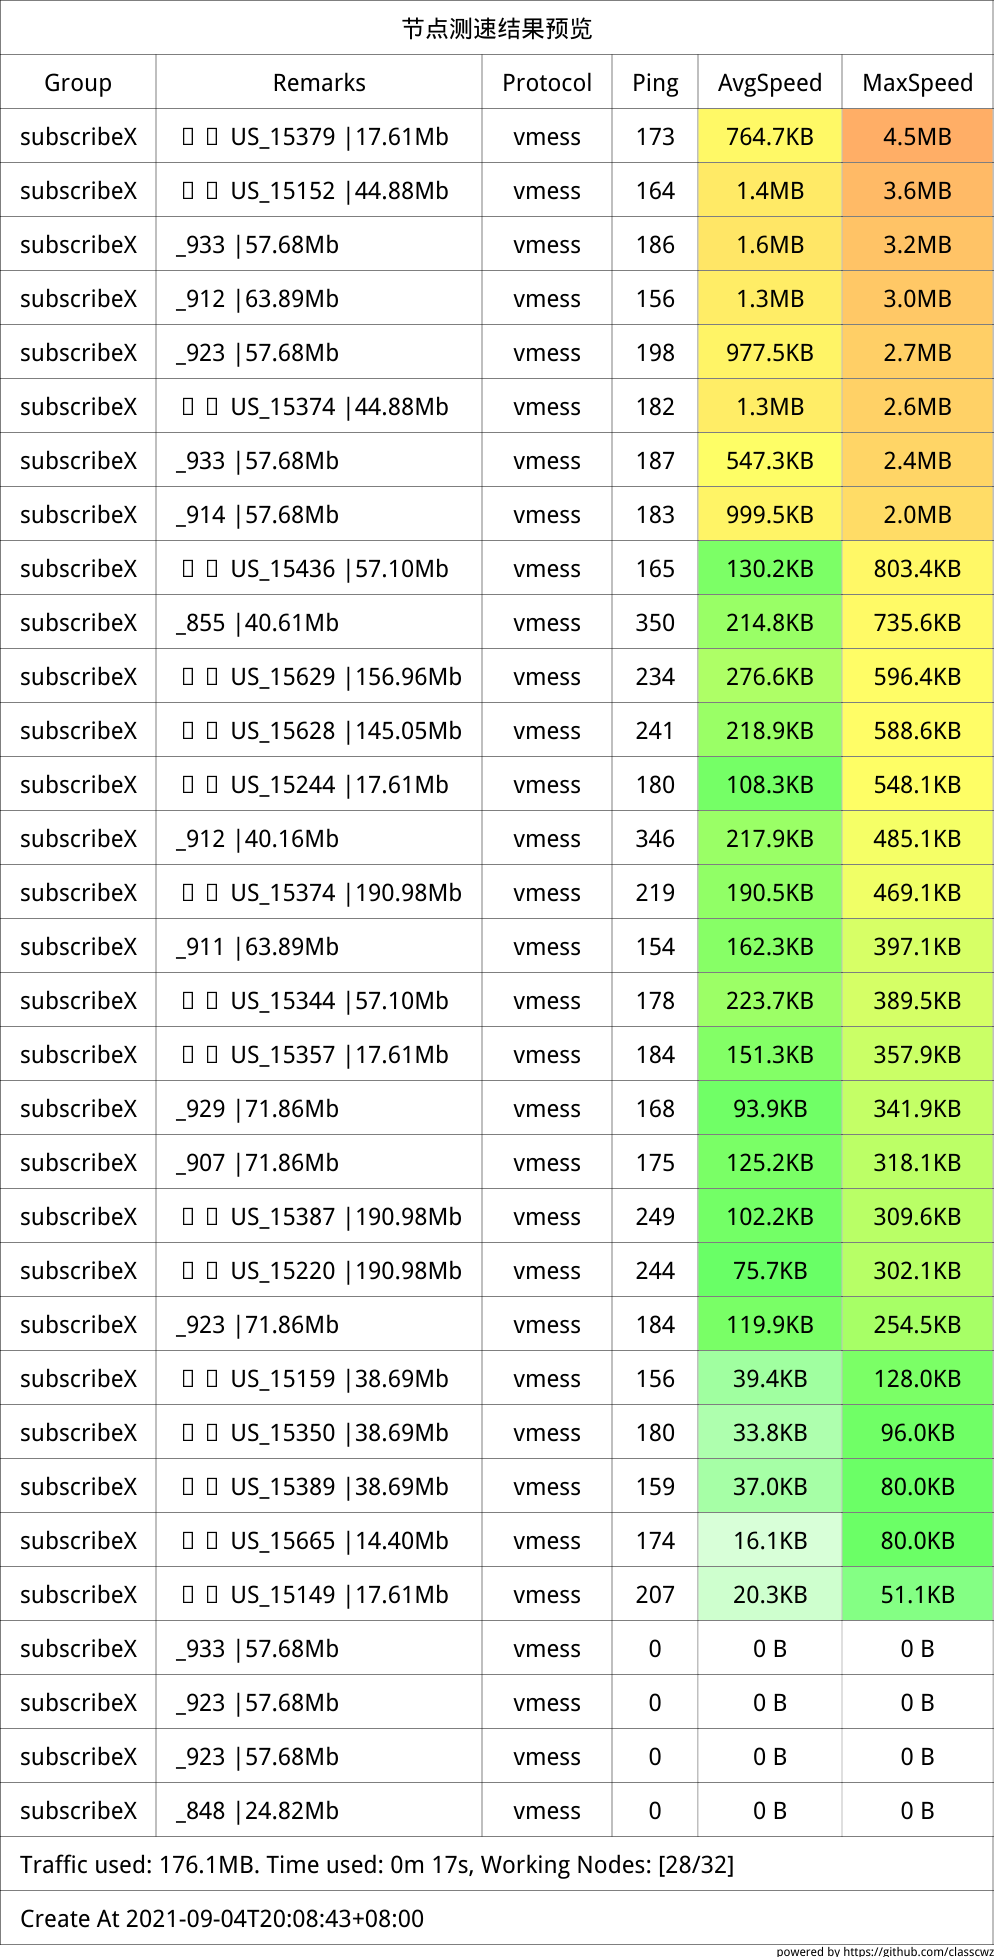 节点测速结果预览
Group Remarks Protocol Ping AvgSpeed MaxSpeed
subscribeX US_15379 |17.61Mb vmess 173 764.7KB 4.5MB
subscribeX US_15152 |44.88Mb vmess 164 1.4MB 3.6MB
subscribeX _933 |57.68Mb vmess 186 1.6MB 3.2MB
subscribeX _912 |63.89Mb vmess 156 1.3MB 3.0MB
subscribeX _923 |57.68Mb vmess 198 977.5KB 2.7MB
subscribeX US_15374 |44.88Mb vmess 182 1.3MB 2.6MB
subscribeX _933 |57.68Mb vmess 187 547.3KB 2.4MB
subscribeX _914 |57.68Mb vmess 183 999.5KB 2.0MB
subscribeX US_15436 |57.10Mb vmess 165 130.2KB 803.4KB
subscribeX _855 |40.61Mb vmess 350 214.8KB 735.6KB
subscribeX US_15629 |156.96Mb vmess 234 276.6KB 596.4KB
subscribeX US_15628 |145.05Mb vmess 241 218.9KB 588.6KB
subscribeX US_15244 |17.61Mb vmess 180 108.3KB 548.1KB
subscribeX _912 |40.16Mb vmess 346 217.9KB 485.1KB
subscribeX US_15374 |190.98Mb vmess 219 190.5KB 469.1KB
subscribeX _911 |63.89Mb vmess 154 162.3KB 397.1KB
subscribeX US_15344 |57.10Mb vmess 178 223.7KB 389.5KB
subscribeX US_15357 |17.61Mb vmess 184 151.3KB 357.9KB
subscribeX _929 |71.86Mb vmess 168 93.9KB 341.9KB
subscribeX _907 |71.86Mb vmess 175 125.2KB 318.1KB
subscribeX US_15387 |190.98Mb vmess 249 102.2KB 309.6KB
subscribeX US_15220 |190.98Mb vmess 244 75.7KB 302.1KB
subscribeX _923 |71.86Mb vmess 184 119.9KB 254.5KB
subscribeX US_15159 |38.69Mb vmess 156 39.4KB 128.0KB
subscribeX US_15350 |38.69Mb vmess 180 33.8KB 96.0KB
subscribeX US_15389 |38.69Mb vmess 159 37.0KB 80.0KB
subscribeX US_15665 |14.40Mb vmess 174 16.1KB 80.0KB
subscribeX US_15149 |17.61Mb vmess 207 20.3KB 51.1KB
subscribeX _933 |57.68Mb vmess 0 0 B 0 B
subscribeX _923 |57.68Mb vmess 0 0 B 0 B
subscribeX _923 |57.68Mb vmess 0 0 B 0 B
subscribeX _848 |24.82Mb vmess 0 0 B 0 B
Traffic used: 176.1MB. Time used: 0m 17s, Working Nodes: [28/32]
Create At 2021-09-04T20:08:43+08:00
powered by https://github.com/classcwz